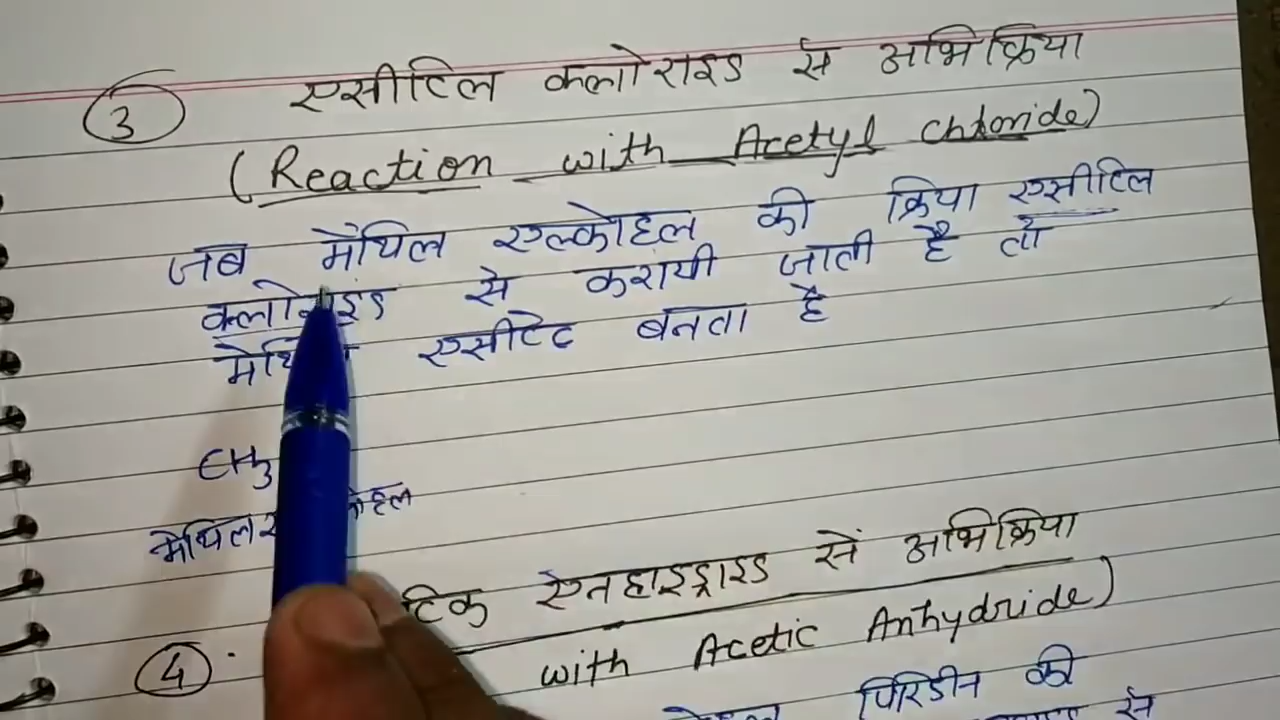 3 एसीटिल क्लोराइड से अभिक्रिया
(Reaction with Acetyl Chloride)
जब मेथिल एल्कोहल की क्रिया एसीटिल
क्लोराइड से करायी जाती है तो
एसीटेट बनता है
CH3
4. एनहाइड्राइड से अभिक्रिया
with Acetic Anhydride)
पिरिडीन की
से